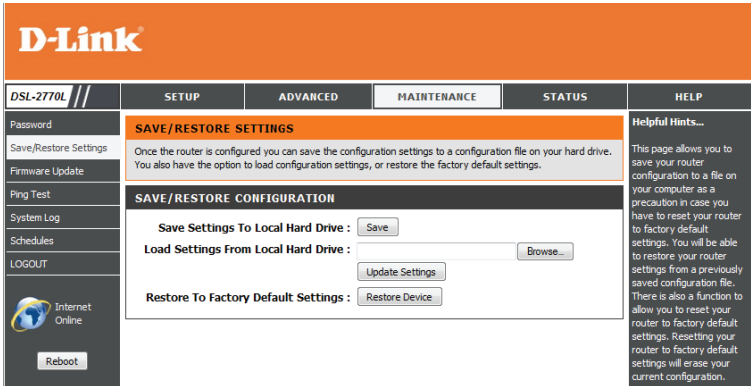 D-Link
DSL-2770L
SETUP
ADVANCED
MAINTENANCE
STATUS
HELP
Password
Save/Restore Settings
Firmware Update
Ping Test
System Log
Schedules
LOGOUT
Internet
Online
Reboot
SAVE/RESTORE SETTINGS
Once the router is configured you can save the configuration settings to a configuration file on your hard drive.
You also have the option to load configuration settings, or restore the factory default settings.
SAVE/RESTORE CONFIGURATION
Save Settings To Local Hard Drive : Save
Load Settings From Local Hard Drive : Browse...
Update Settings
Restore To Factory Default Settings : Restore Device
Helpful Hints...
This page allows you to
save your router
configuration to a file on
your computer as a
precaution in case you
have to reset your router
to factory default
settings. You will be able
to restore your router
settings from a previously
saved configuration file.
There is also a function to
allow you to reset your
router to factory default
settings. Resetting your
router to factory default
settings will erase your
current configuration.